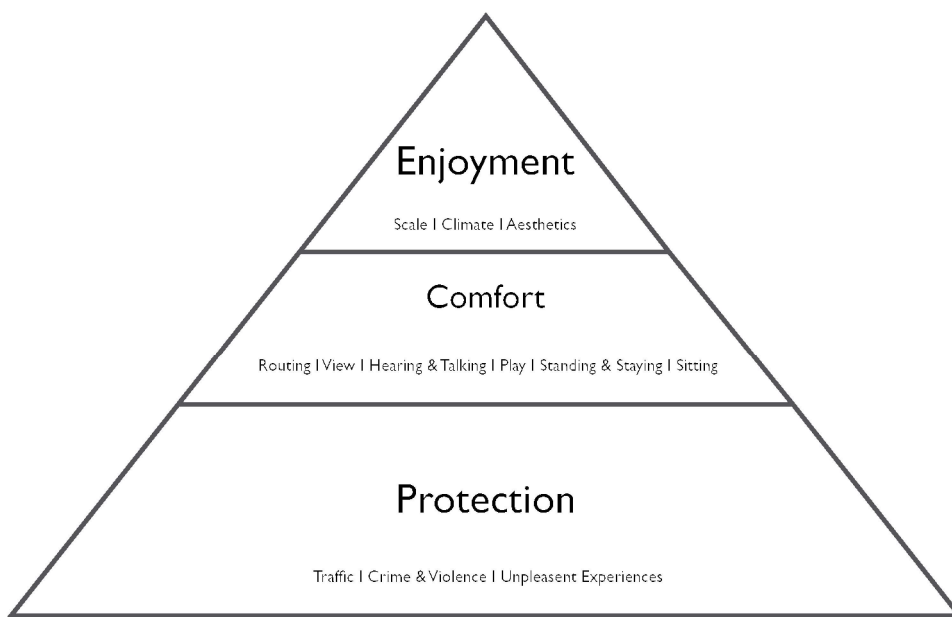 Enjoyment
Scale I Climate I Aesthetics
Comfort
Routing I View I Hearing & Talking I Play I Standing & Staying I Sitting
Protection
Traffic I Crime & Violence I Unpleasent Experiences